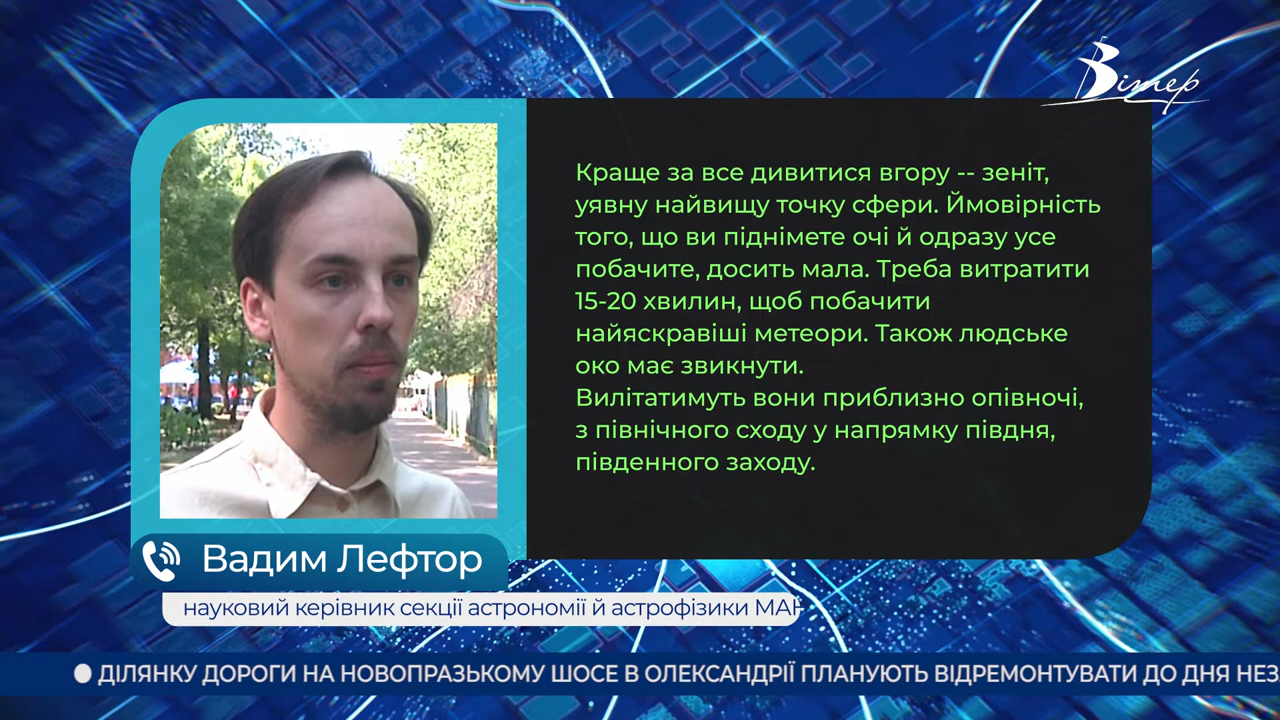 Вітер
Краще за все дивитися вгору -- зеніт,
уявну найвищу точку сфери. Ймовірність
того, що ви піднімете очі й одразу усе
побачите, досить мала. Треба витратити
15-20 хвилин, щоб побачити
найяскравіші метеори. Також людське
око має звикнути.
Вилітатимуть вони приблизно опівночі,
з північного сходу у напрямку півдня,
південного заходу.
Вадим Лефтор
науковий керівник секції астрономії й астрофізики МАН
ДІЛЯНКУ ДОРОГИ НА НОВОПРАЗЬКОМУ ШОСЕ В ОЛЕКСАНДРІЇ ПЛАНУЮТЬ ВІДРЕМОНТУВАТИ ДО ДНЯ НЕЗ